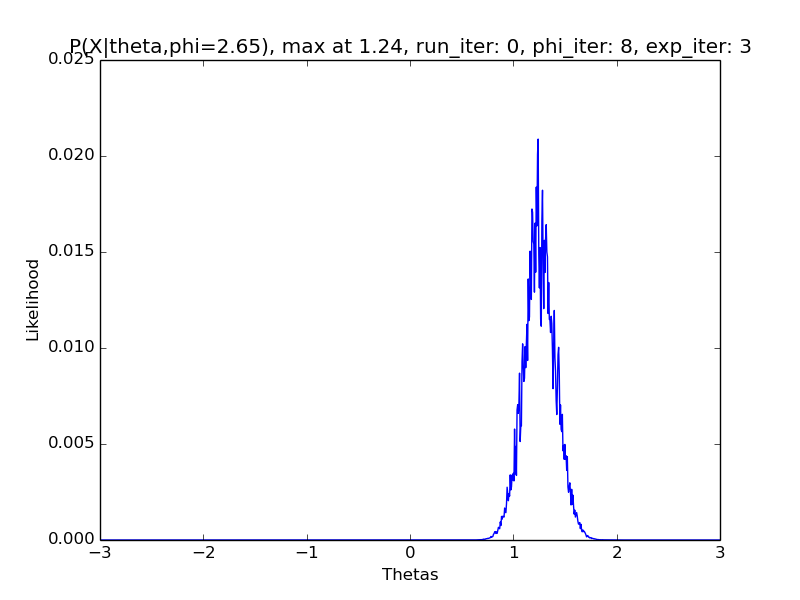 P(X|theta,phi=2.65), max at 1.24, run_iter: 0, phi_iter: 8, exp_iter: 3
0.025
0.020
0.015
0.010
0.005
0.000
Likelihood
−3 −2 −1 0 1 2 3
Thetas